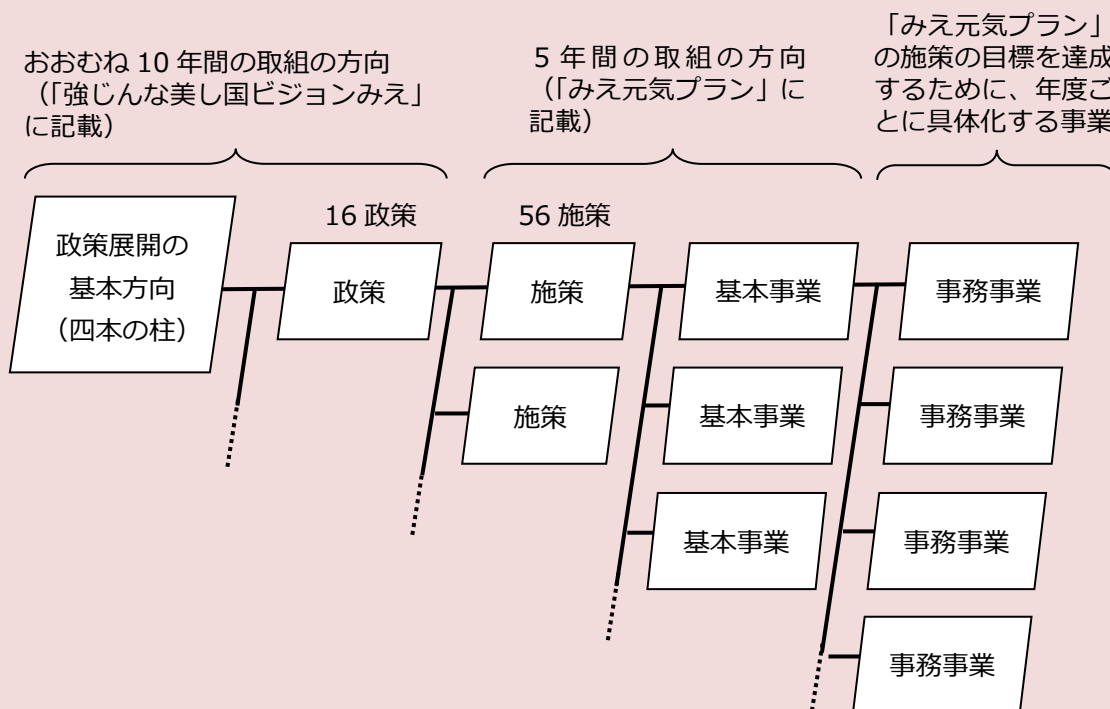 おおむね 10 年間の取組の方向
（「強じんな美し国ビジョンみえ」
に記載）
5 年間の取組の方向
（「みえ元気プラン」に
記載）
「みえ元気プラン」
の施策の目標を達成
するために、年度ご
とに具体化する事業
16 政策
56 施策
政策展開の
基本方向
（四本の柱）
政策
施策
基本事業
事務事業
施策
基本事業
事務事業
基本事業
事務事業
事務事業